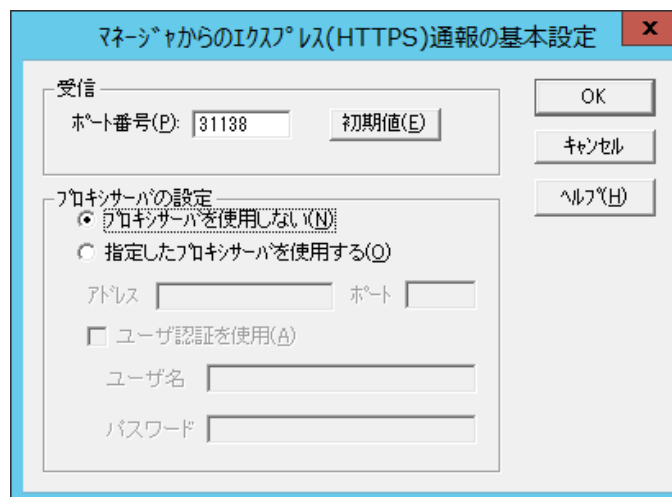 マネージャからのエクスプレス(HTTPS)通報の基本設定
x
受信
ポート番号(P): 31138 初期値(E)
OK
キャンセル
ヘルプ(H)
プロキシサーバの設定
プロキシサーバを使用しない(N)
指定したプロキシサーバを使用する(O)
アドレス ポート
ユーザ認証を使用(A)
ユーザ名
パスワード